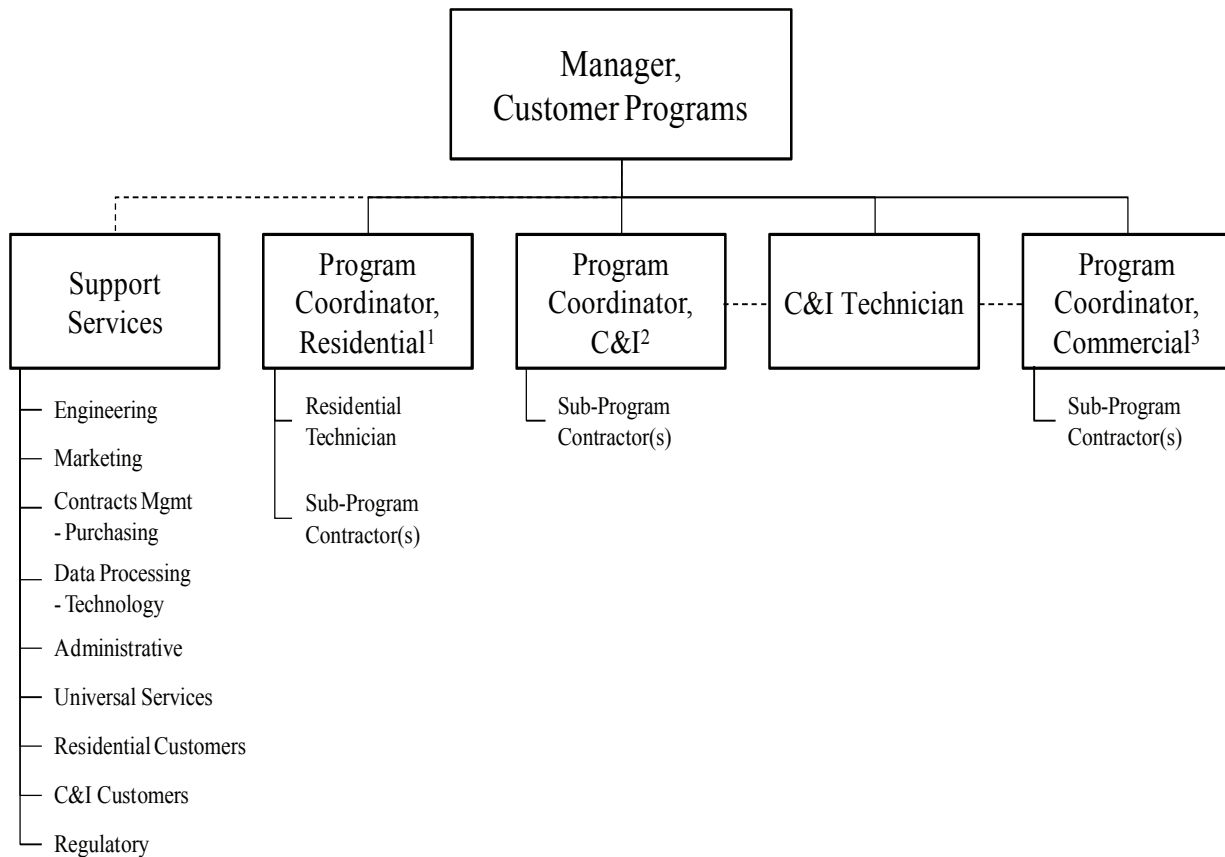 Manager,
Customer Programs
Support
Services
Program
Coordinator,
Residential¹
Program
Coordinator,
C&I²
C&I Technician
Program
Coordinator,
Commercial³
Engineering
Marketing
Contracts Mgmt
- Purchasing
Data Processing
- Technology
Administrative
Universal Services
Residential Customers
C&I Customers
Regulatory
Residential
Technician
Sub-Program
Contractor(s)
Sub-Program
Contractor(s)
Sub-Program
Contractor(s)